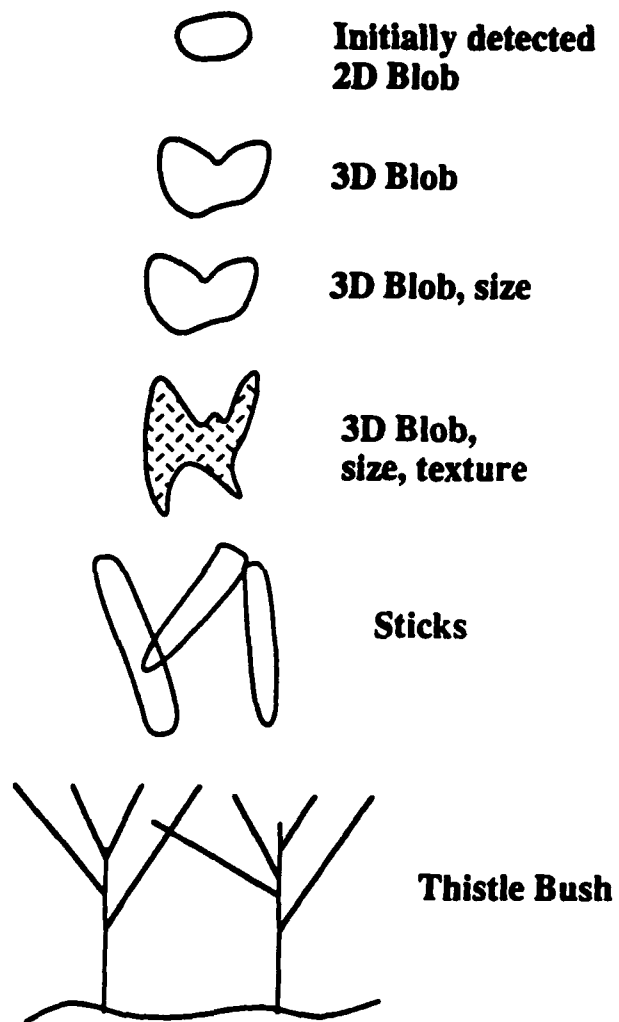 Initially detected
2D Blob
3D Blob
3D Blob, size
3D Blob,
size, texture
Sticks
Thistle Bush